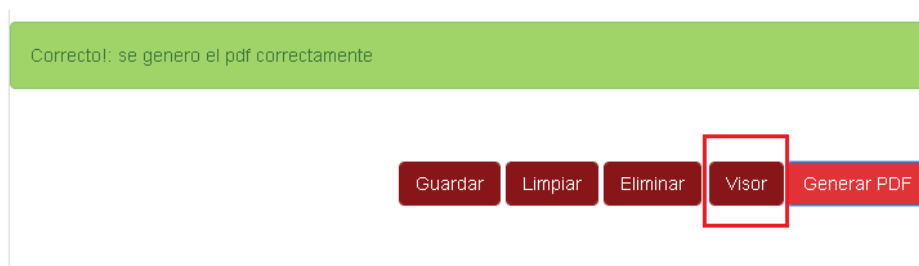 Correcto!: se genero el pdf correctamente
Guardar Limpiar Eliminar Visor Generar PDF